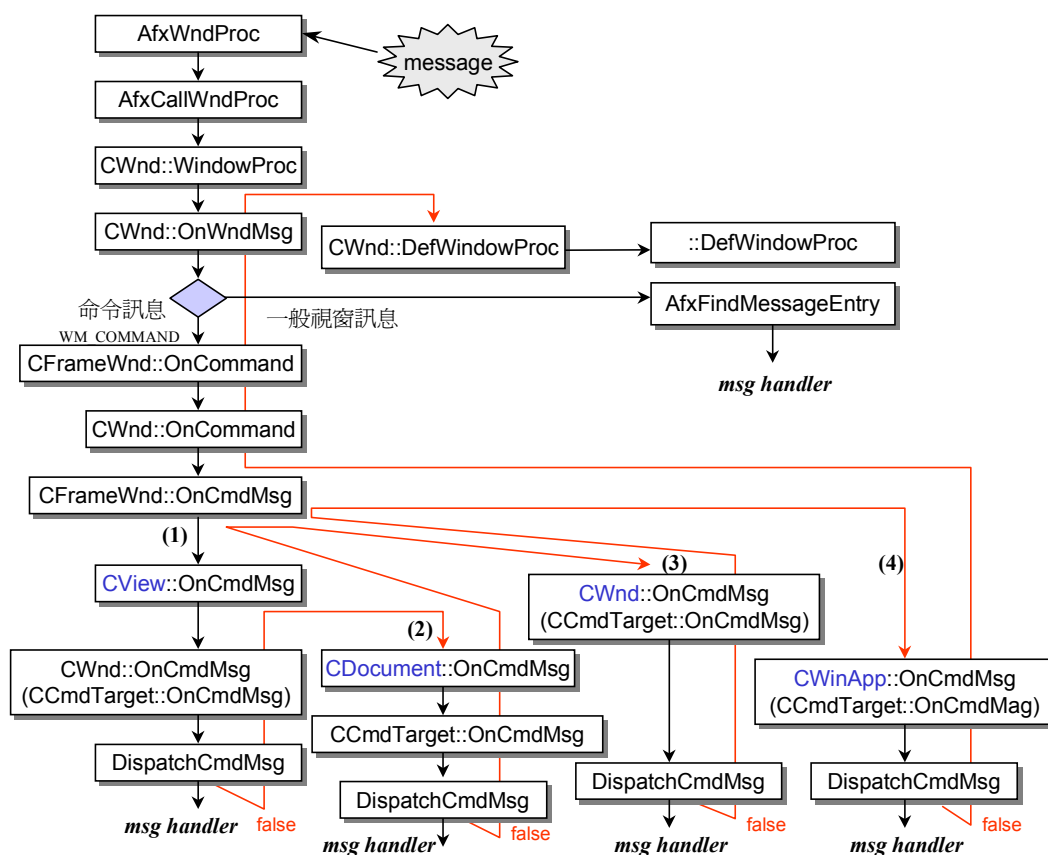 AfxWndProc
message
AfxCallWndProc
CWnd::WindowProc
CWnd::OnWndMsg
CWnd::DefWindowProc
::DefWindowProc
命令訊息
一般視窗訊息
AfxFindMessageEntry
WM_COMMAND
CFrameWnd::OnCommand
msg handler
CWnd::OnCommand
CFrameWnd::OnCmdMsg
(1)
(3)
(4)
CView::OnCmdMsg
CWnd::OnCmdMsg
(CCmdTarget::OnCmdMsg)
(2)
CWnd::OnCmdMsg
(CCmdTarget::OnCmdMsg)
CDocument::OnCmdMsg
CWinApp::OnCmdMsg
(CCmdTarget::OnCmdMag)
CCmdTarget::OnCmdMsg
DispatchCmdMsg
DispatchCmdMsg
DispatchCmdMsg
DispatchCmdMsg
msg handler
false
msg handler
false
msg handler
false
msg handler
false